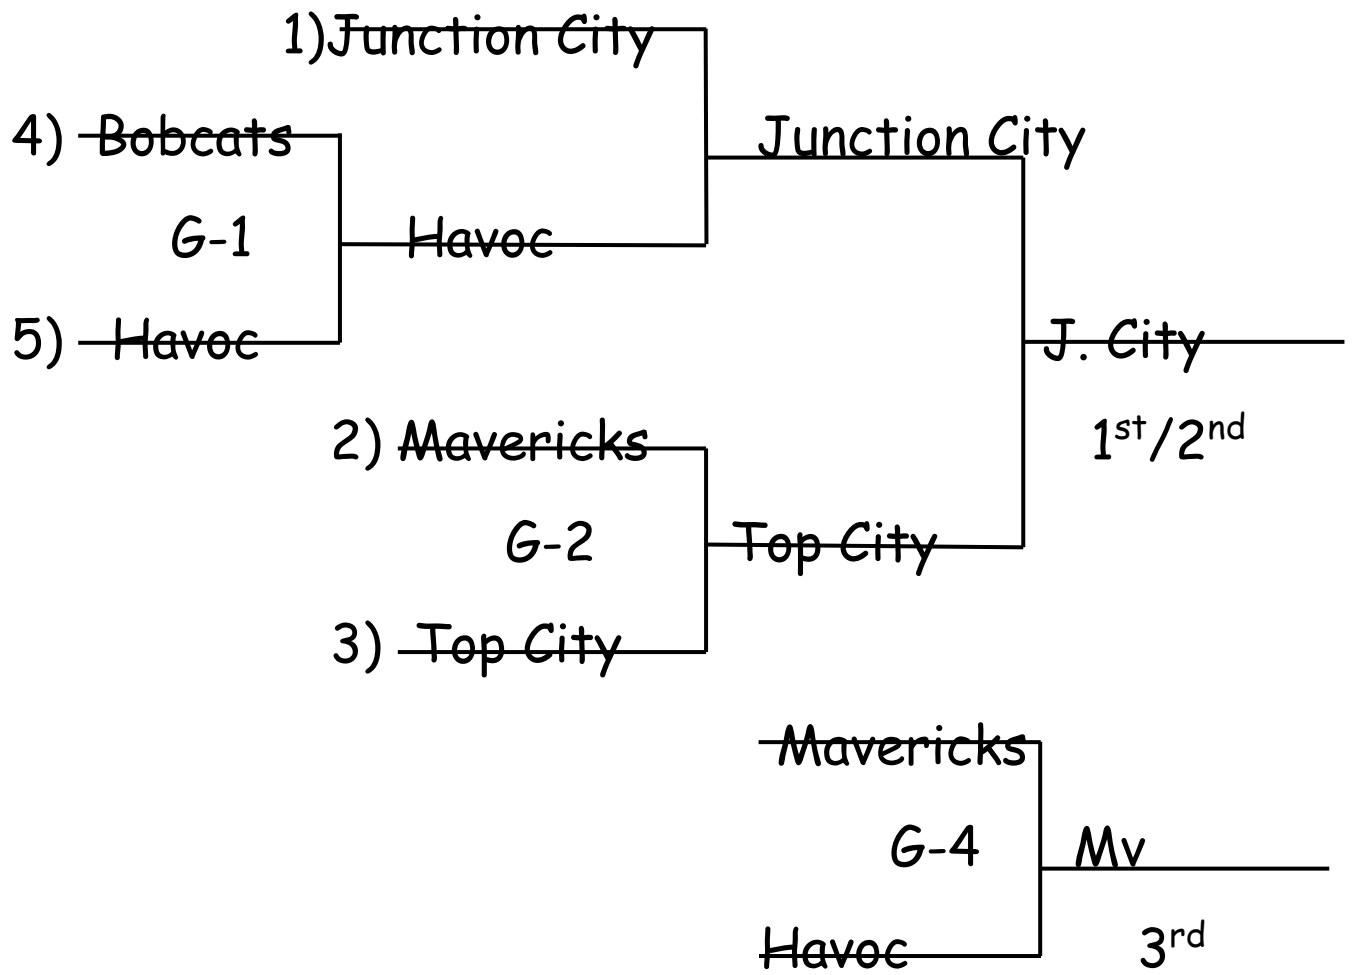 1)Junction City
4) Bobcats
Junction City
G-1
Havoc
5) Havoc
J. City
2) Mavericks
1st/2nd
G-2
Top City
3) Top City
Mavericks
G-4
Mv
Havoc
3rd